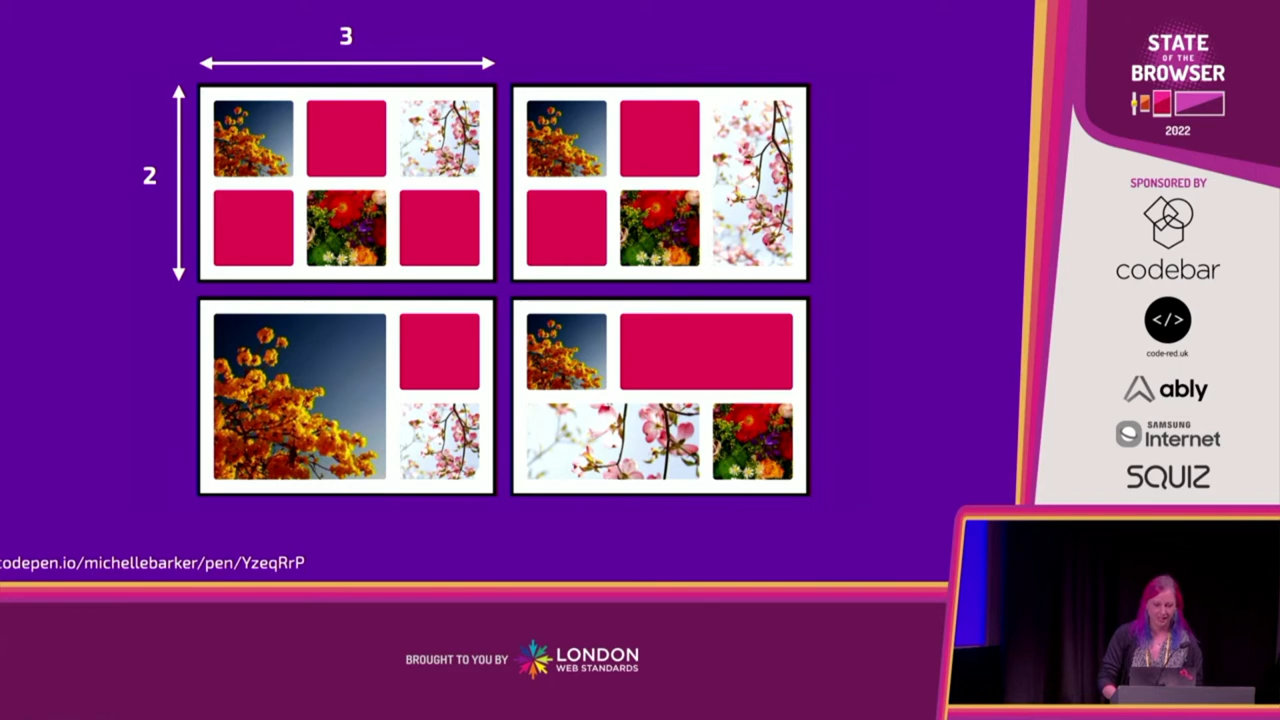 3
2
codepen.io/michellebarker/pen/YzeqRrP
BROUGHT TO YOU BY
LONDON
WEB STANDARDS
STATE
OF THE
BROWSER
2022
SPONSORED BY
codebar
</>
code-red.uk
ably
SAMSUNG
Internet
SQUIZ